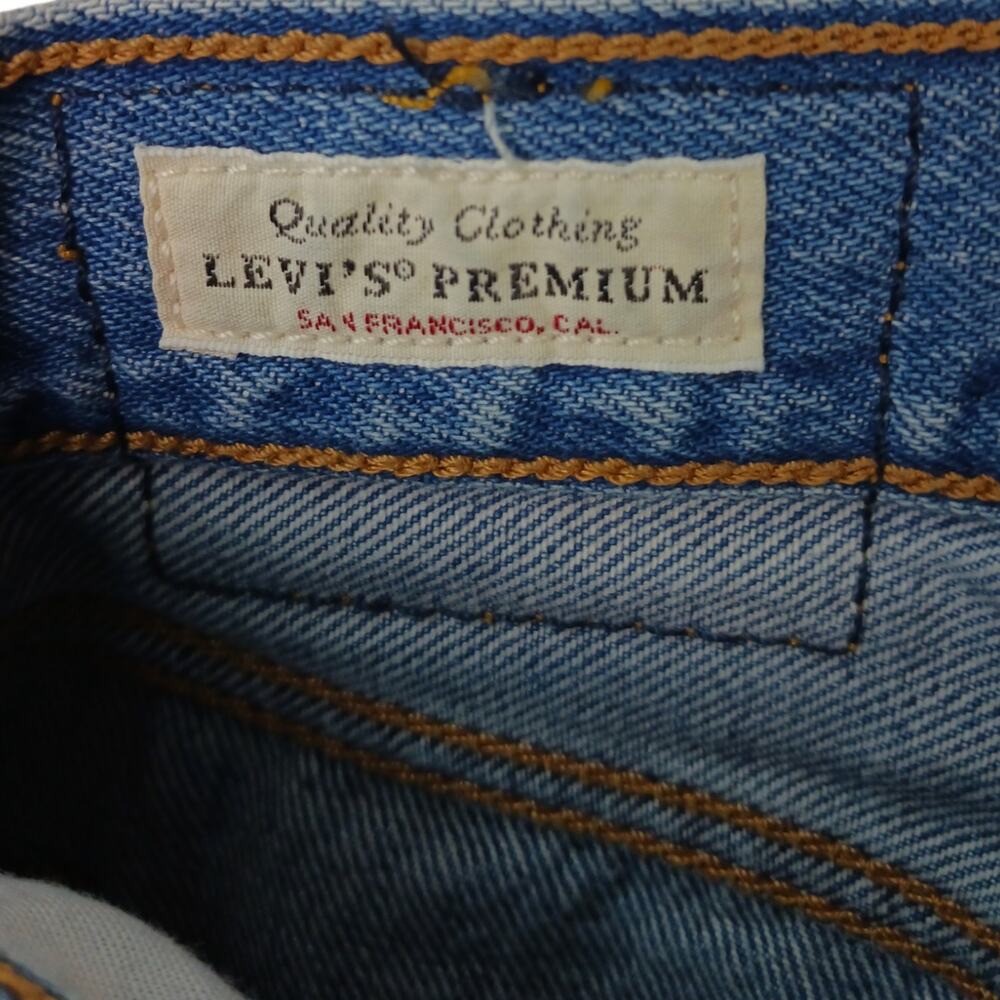 Quality Clothing
LEVI'S® PREMIUM
SAN FRANCISCO, CAL.